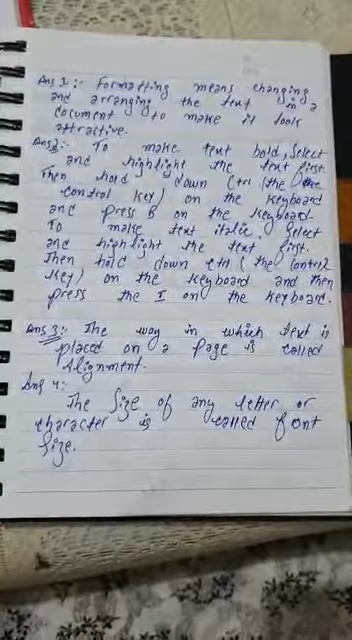 Ans 1:- Formatting means changing
and arranging the text in a
document to make it look
attractive.
Ans2:- To make text bold, Select
and highlight the text first.
Then hold down Ctrl (the
control key) on the keyboard
and press B on the keyboard
To make text italic, Select
and highlight the text first.
Then hold down ctrl (the control
key) on the keyboard and then
press the I on the keyboard.
Ans 3:- The way in which text is
placed on a page is called
Alignment.
Ans 4:-
The Size of any letter or
character is called font
Size.